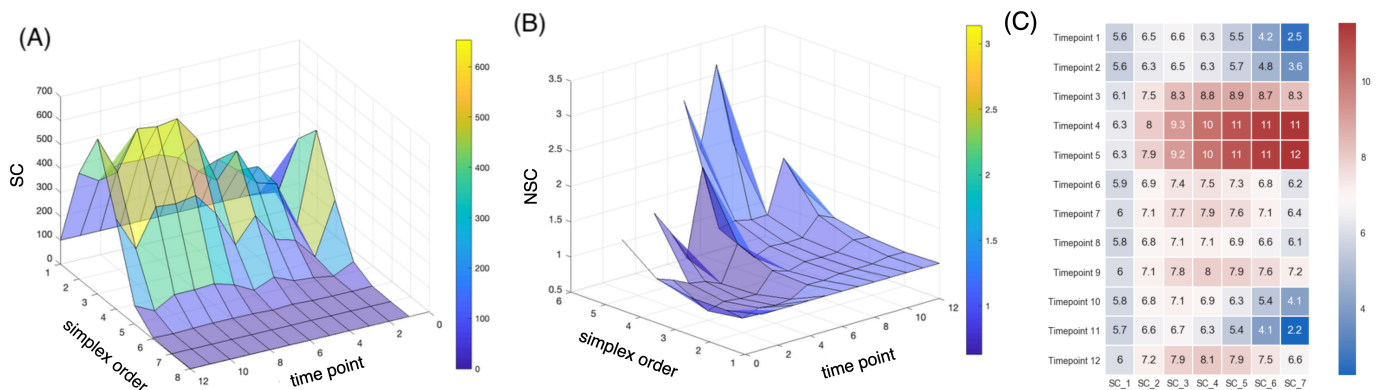 (A)
SC
700
600
500
400
300
200
100
0
1
2
3
4
5
6
7
8
simplex order
12
10
8
6
4
2
0
time point
600
500
400
300
200
100
0
(B)
NSC
3.5
3
2.5
2
1.5
1
0.5
6
5
4
3
2
1
simplex order
0
2
4
6
8
10
12
time point
3
2.5
2
1.5
1
(C)
Timepoint 1 5.6 6.5 6.6 6.3 5.5 4.2 2.5
Timepoint 2 5.6 6.3 6.5 6.3 5.7 4.8 3.6
Timepoint 3 6.1 7.5 8.3 8.8 8.9 8.7 8.3
Timepoint 4 6.3 8 9.3 10 11 11 11
Timepoint 5 6.3 7.9 9.2 10 11 11 12
Timepoint 6 5.9 6.9 7.4 7.5 7.3 6.8 6.2
Timepoint 7 6 7.1 7.7 7.9 7.6 7.1 6.4
Timepoint 8 5.8 6.8 7.1 7.1 6.9 6.6 6.1
Timepoint 9 6 7.1 7.8 8 7.9 7.6 7.2
Timepoint 10 5.8 6.8 7.1 6.9 6.3 5.4 4.1
Timepoint 11 5.7 6.6 6.7 6.3 5.4 4.1 2.2
Timepoint 12 6 7.2 7.9 8.1 7.9 7.5 6.6
SC_1 SC_2 SC_3 SC_4 SC_5 SC_6 SC_7
10
8
6
4